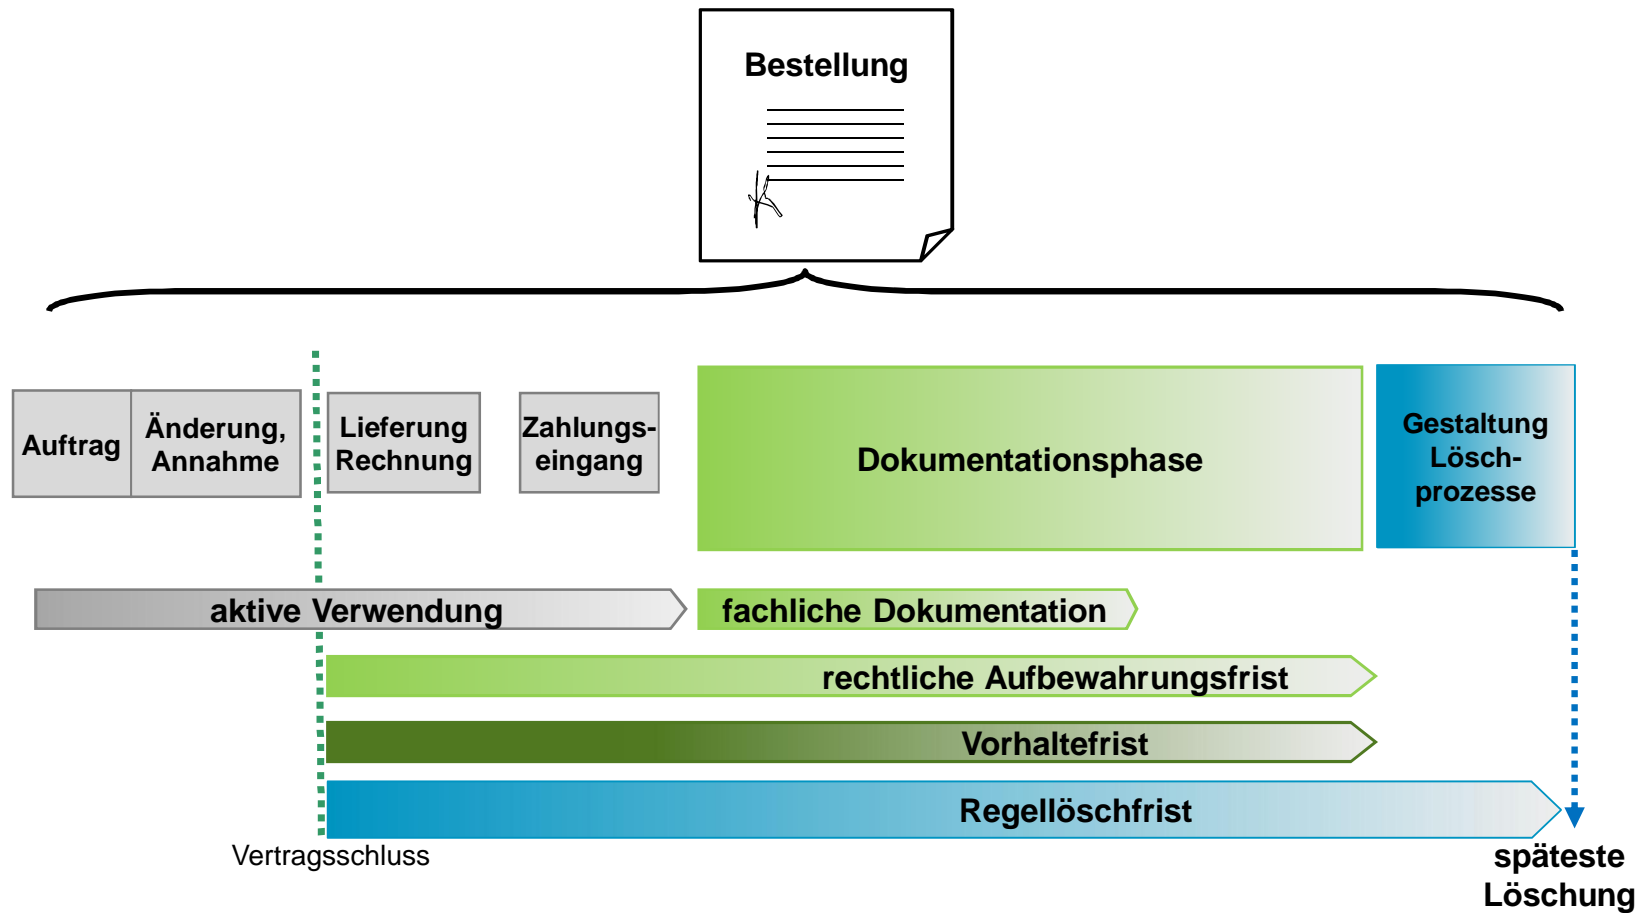 Bestellung
Auftrag
Änderung,
Annahme
Lieferung
Rechnung
Zahlungs-
eingang
Dokumentationsphase
Gestaltung
Lösch-
prozesse
aktive Verwendung
fachliche Dokumentation
rechtliche Aufbewahrungsfrist
Vorhaltefrist
Regellöschfrist
Vertragsschluss
späteste
Löschung